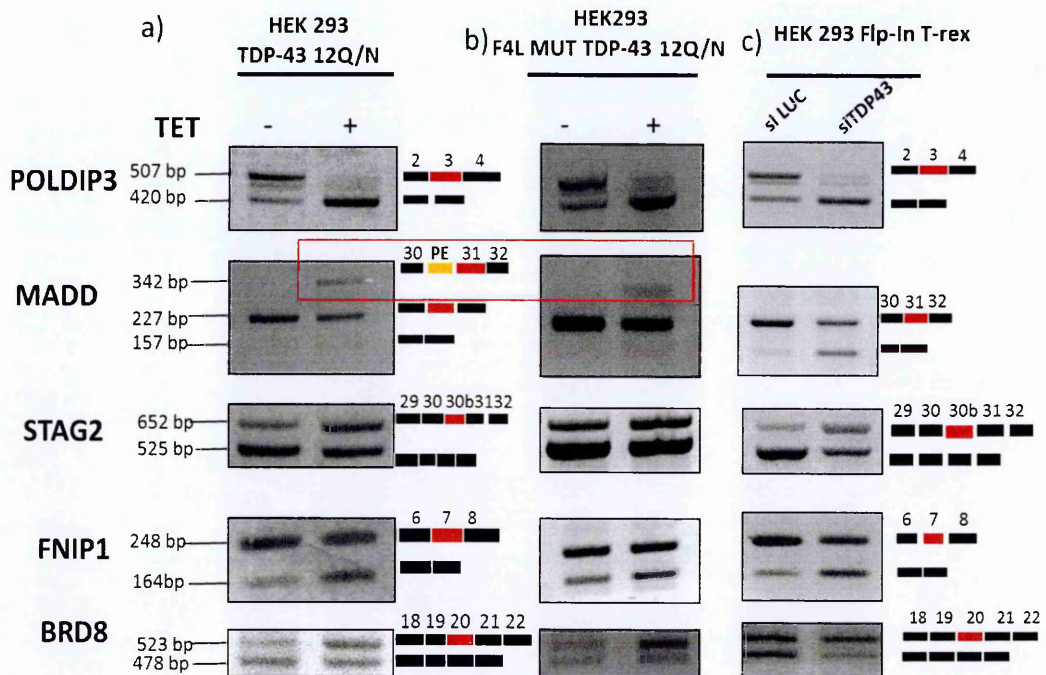 a)
HEK 293
TDP-43 12Q/N
b)
HEK293
F4L MUT TDP-43 12Q/N
c)
HEK 293 Flp-In T-rex
TET
-
+
-
+
si LUC
siTDP43
POLDIP3
507 bp
420 bp
2 3 4
2 3 4
MADD
342 bp
227 bp
157 bp
30 PE 31 32
30 31 32
STAG2
652 bp
525 bp
29 30 30b31 32
29 30 30b 31 32
FNIP1
248 bp
164bp
6 7 8
6 7 8
BRD8
523 bp
478 bp
18 19 20 21 22
18 19 20 21 22